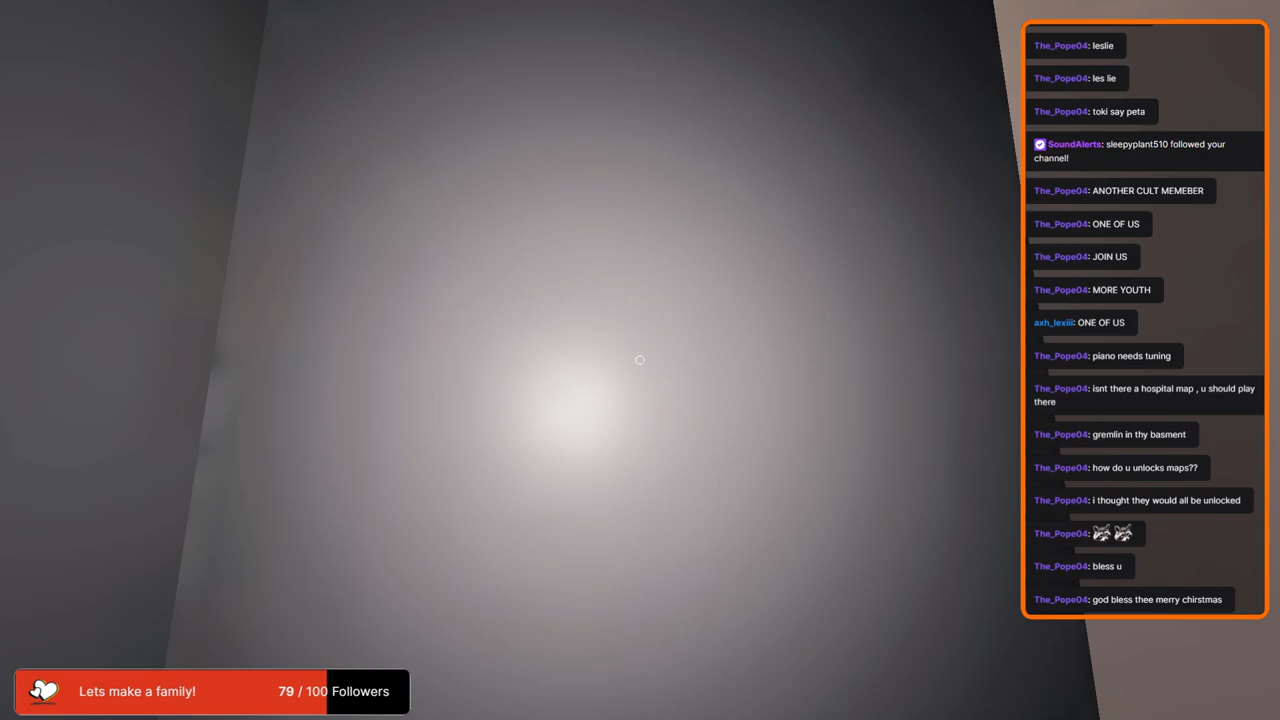 The_Pope04: leslie
The_Pope04: les lie
The_Pope04: toki say peta
SoundAlerts: sleepyplant510 followed your
channel!
The_Pope04: ANOTHER CULT MEMEBER
The_Pope04: ONE OF US
The_Pope04: JOIN US
The_Pope04: MORE YOUTH
axh_lexiii: ONE OF US
The_Pope04: piano needs tuning
The_Pope04: isnt there a hospital map , u should play
there
The_Pope04: gremlin in thy basment
The_Pope04: how do u unlocks maps??
The_Pope04: i thought they would all be unlocked
The_Pope04:
The_Pope04: bless u
The_Pope04: god bless thee merry chirstmas
Lets make a family! 79 / 100 Followers